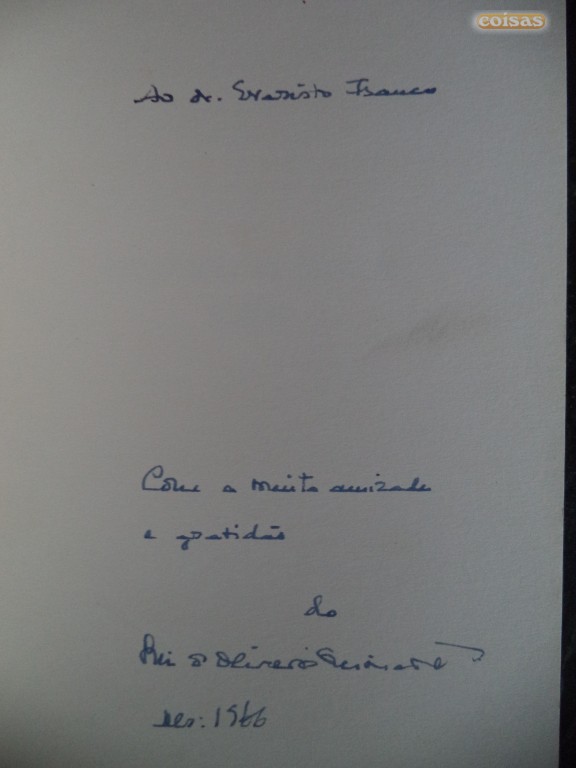 coisas
Ao dr. Evaristo Franco
Com a muita amizade
e gratidão
do
Rui d'Oliveira
dez: 1966